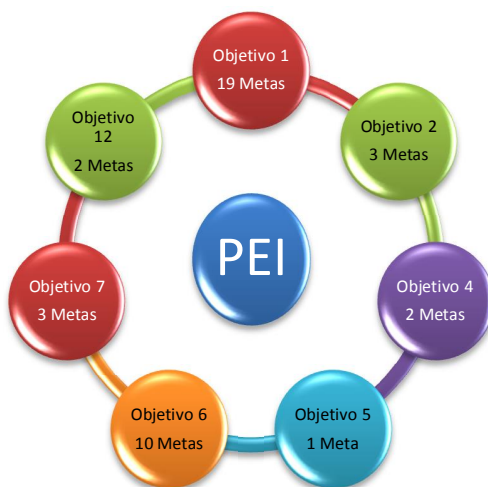 Objetivo 1
19 Metas
Objetivo 2
3 Metas
Objetivo 4
2 Metas
Objetivo 5
1 Meta
Objetivo 6
10 Metas
Objetivo 7
3 Metas
Objetivo
12
2 Metas
PEI